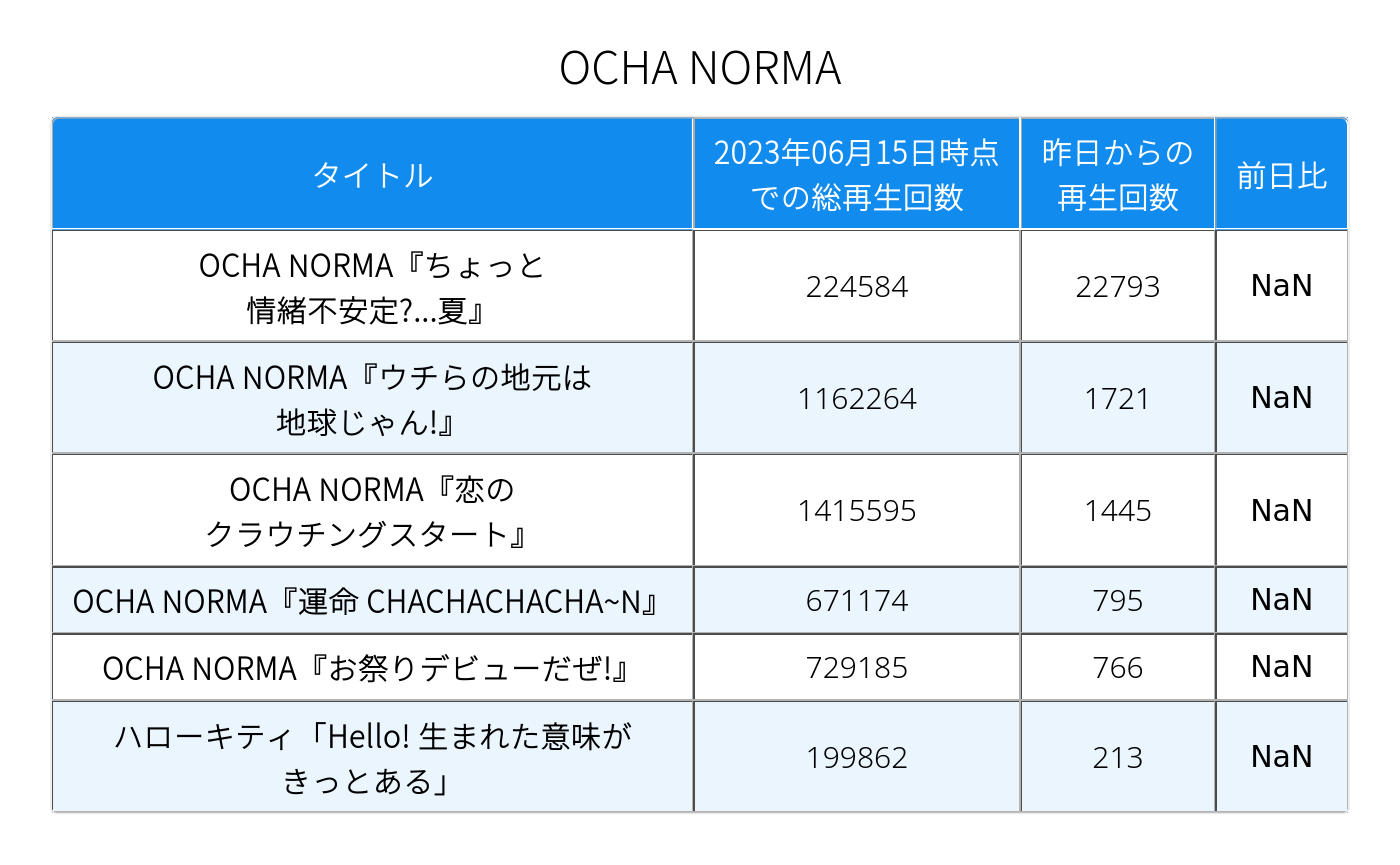 OCHA NORMA
タイトル
2023年06月15日時点
での総再生回数
昨日からの
再生回数
前日比
OCHA NORMA『ちょっと
情緒不安定?...夏』
224584
22793
NaN
OCHA NORMA『ウチらの地元は
地球じゃん!』
1162264
1721
NaN
OCHA NORMA『恋の
クラウチングスタート』
1415595
1445
NaN
OCHA NORMA『運命 CHACHACHACHA~N』
671174
795
NaN
OCHA NORMA『お祭りデビューだぜ!』
729185
766
NaN
ハローキティ「Hello! 生まれた意味が
きっとある」
199862
213
NaN